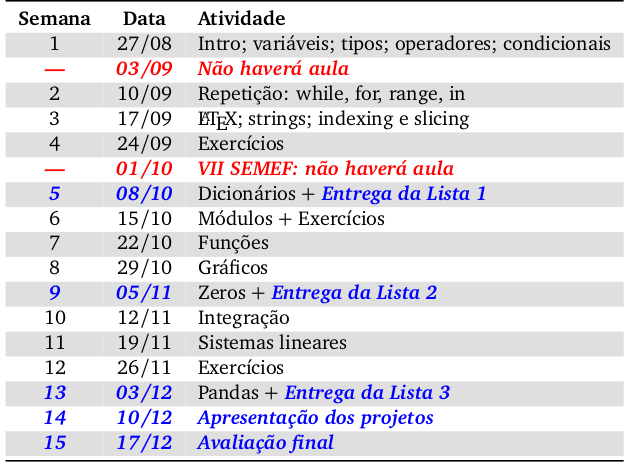 Semana Data Atividade
1 27/08 Intro; variáveis; tipos; operadores; condicionais
— 03/09 Não haverá aula
2 10/09 Repetição: while, for, range, in
3 17/09 LATEX; strings; indexing e slicing
4 24/09 Exercícios
— 01/10 VII SEMEF: não haverá aula
5 08/10 Dicionários + Entrega da Lista 1
6 15/10 Módulos + Exercícios
7 22/10 Funções
8 29/10 Gráficos
9 05/11 Zeros + Entrega da Lista 2
10 12/11 Integração
11 19/11 Sistemas lineares
12 26/11 Exercícios
13 03/12 Pandas + Entrega da Lista 3
14 10/12 Apresentação dos projetos
15 17/12 Avaliação final